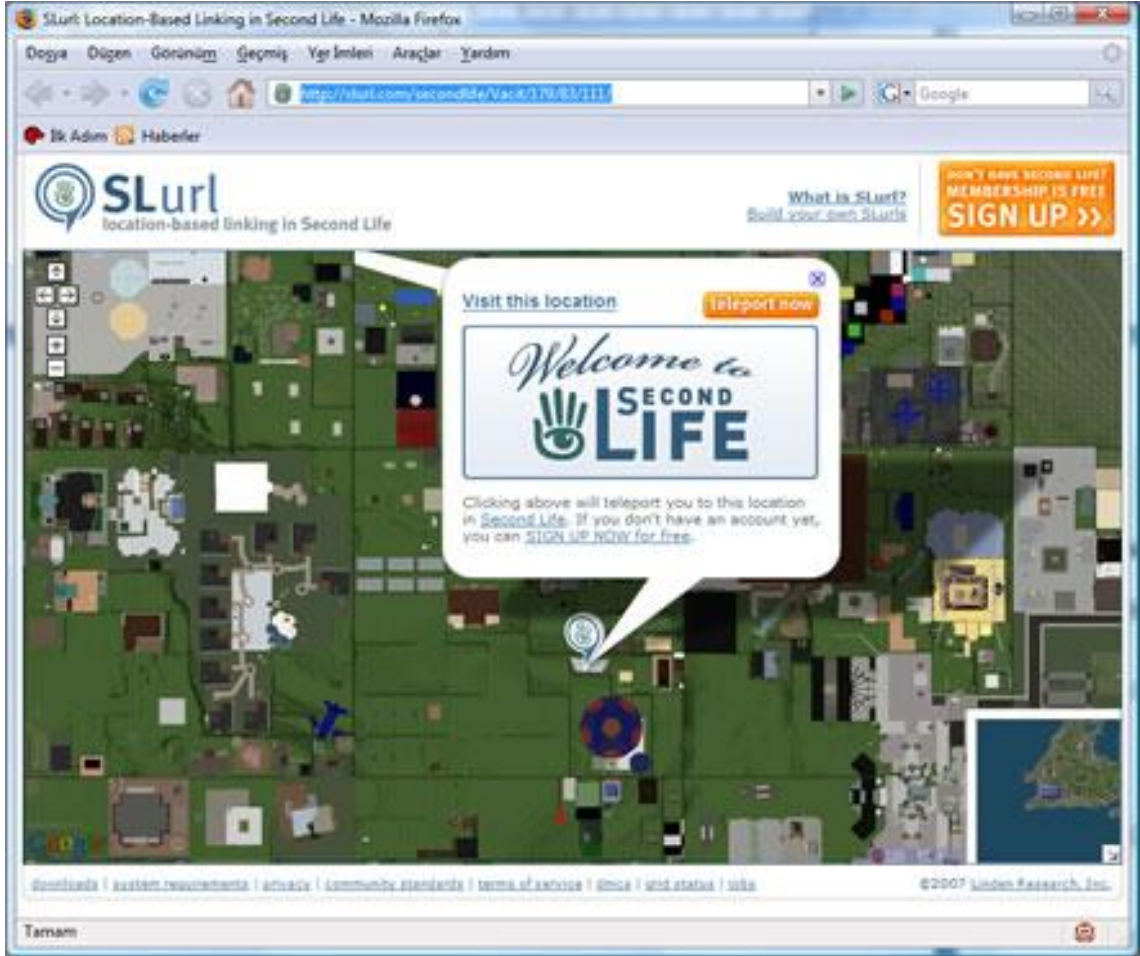 SLurl: Location-Based Linking in Second Life - Mozilla Firefox
Dosya Düzen Görünüm Geçmiş Yer İmleri Araçlar Yardım
http://slurl.com/secondlife/Vacit/179/83/111/
Google
İlk Adım Haberler
SLurl
location-based linking in Second Life
What is SLurl?
Build your own SLurls
DON'T HAVE SECOND LIFE?
MEMBERSHIP IS FREE
SIGN UP >>
Visit this location
teleport now
Welcome to
SECOND
LIFE
Clicking above will teleport you to this location
in Second Life. If you don't have an account yet,
you can SIGN UP NOW for free.
Google
downloads | system requirements | privacy | community standards | terms of service | dmca | grid status | jobs
©2007 Linden Research, Inc.
Tamam